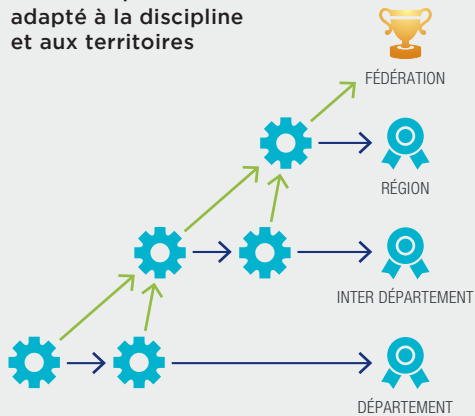 adapté à la discipline
et aux territoires
FÉDÉRATION
RÉGION
INTER DÉPARTEMENT
DÉPARTEMENT